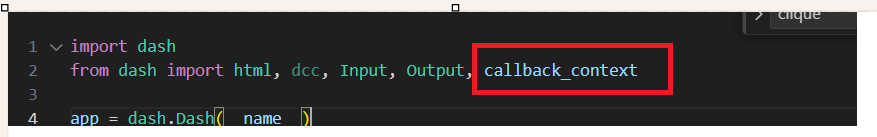 clique
1 import dash
2 from dash import html, dcc, Input, Output, callback_context
3
4 app = dash.Dash(__name__)